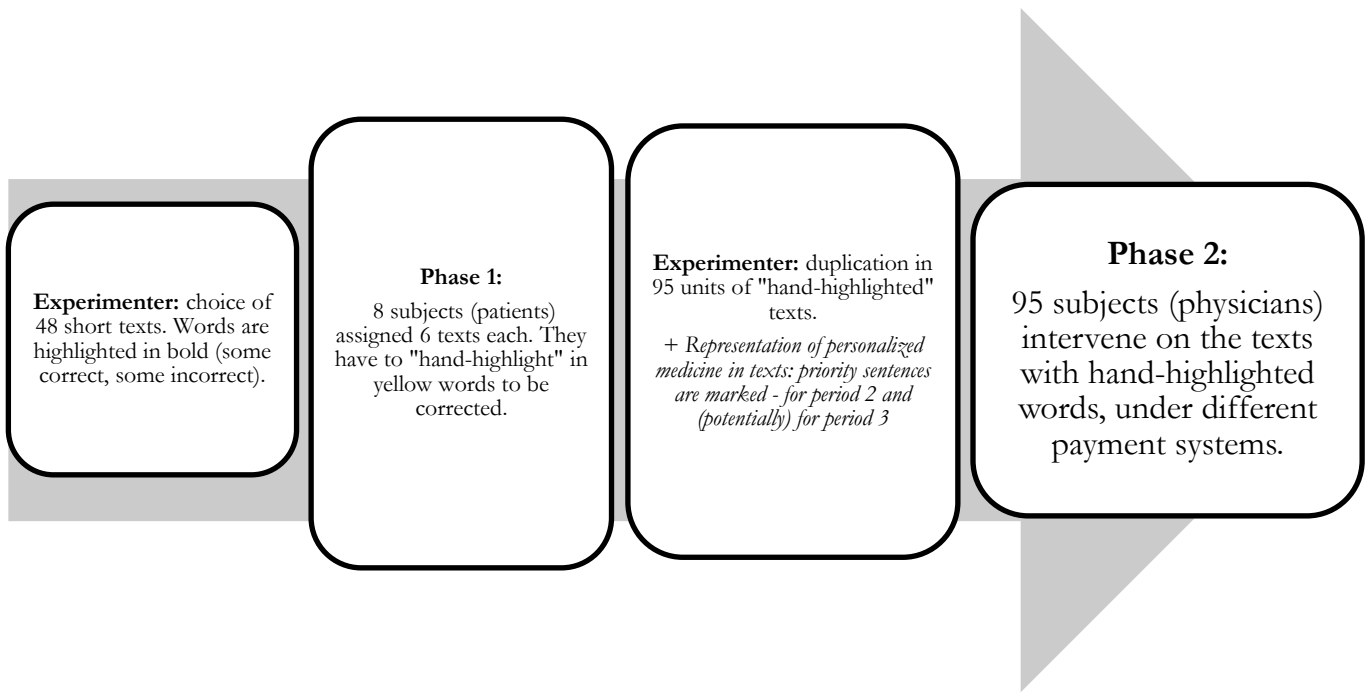 Experimenter: choice of
48 short texts. Words are
highlighted in bold (some
correct, some incorrect).
Phase 1:
8 subjects (patients)
assigned 6 texts each. They
have to "hand-highlight" in
yellow words to be
corrected.
Experimenter: duplication in
95 units of "hand-highlighted"
texts.
+ Representation of personalized
medicine in texts: priority sentences
are marked - for period 2 and
(potentially) for period 3
Phase 2:
95 subjects (physicians)
intervene on the texts
with hand-highlighted
words, under different
payment systems.